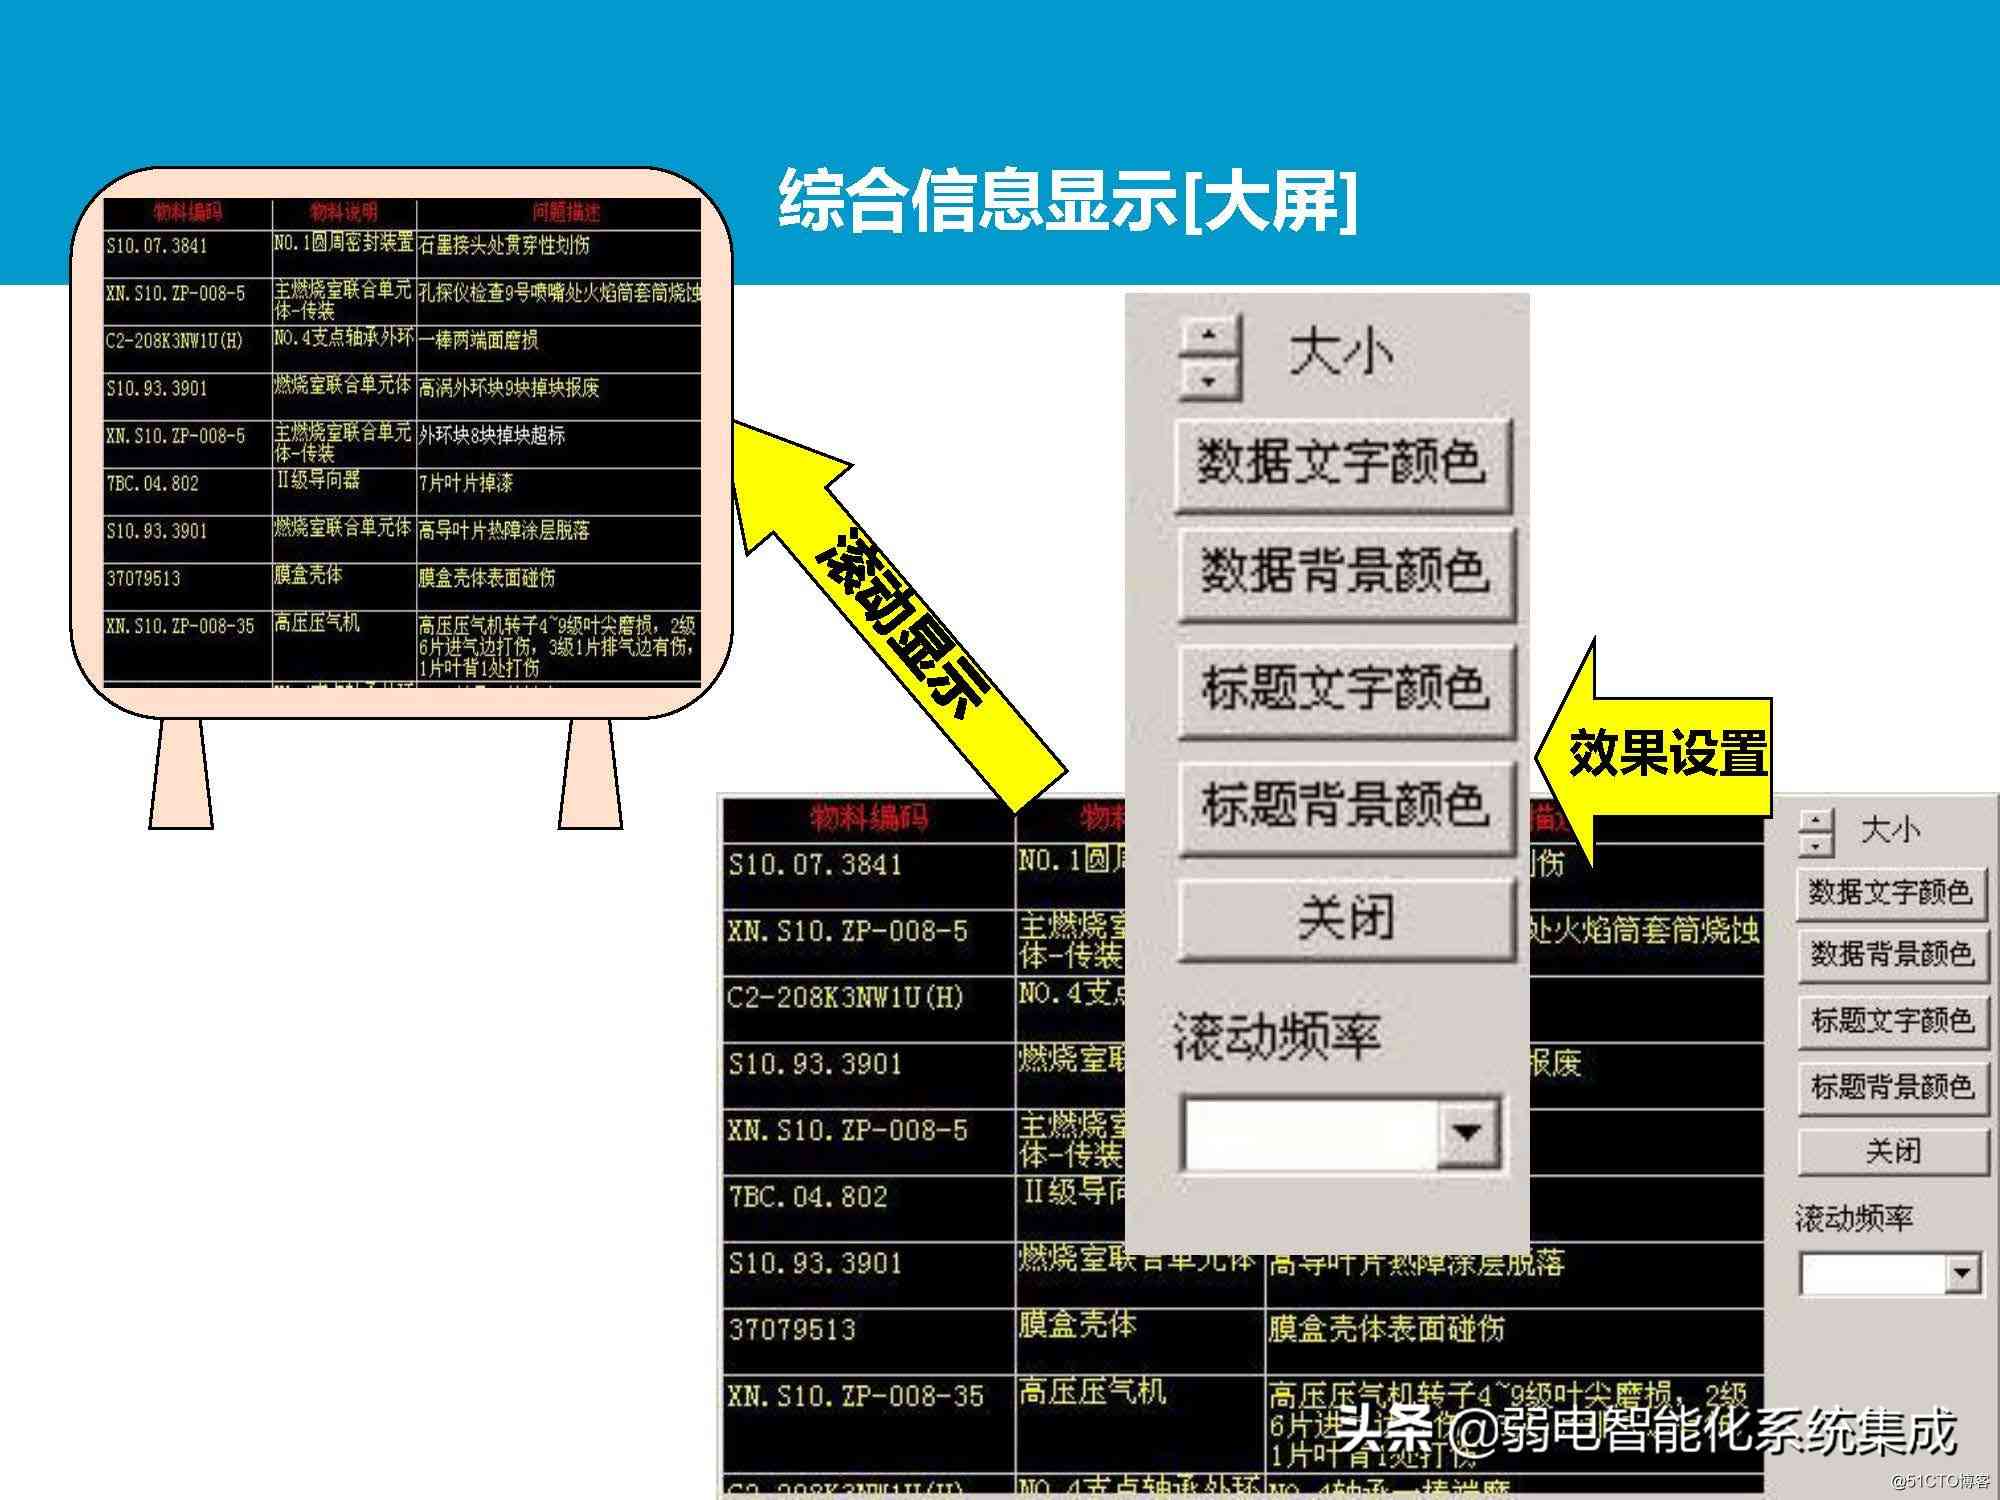 综合信息显示[大屏]
物料编码 物料说明 问题描述
S10.07.3841 NO.1圆周密封装置 石墨接头处贯穿性划伤
XN.S10.ZP-008-5 主燃烧室联合单元体-传装 孔探仪检查9号喷嘴处火焰筒套筒烧蚀
C2-208K3NW1U(H) NO.4支点轴承外环 一棒两端面磨损
S10.93.3901 燃烧室联合单元体 高涡外环块9块掉块报废
XN.S10.ZP-008-5 主燃烧室联合单元体-传装 外环块8块掉块超标
7BC.04.802 Ⅱ级导向器 7片叶片掉漆
S10.93.3901 燃烧室联合单元体 高导叶片热障涂层脱落
37079513 膜盒壳体 膜盒壳体表面碰伤
XN.S10.ZP-008-35 高压压气机 高压压气机转子4~9级叶尖磨损，2级
6片进气边打伤，3级1片排气边有伤，
1片叶背1处打伤
滚动显示
大小
数据文字颜色
数据背景颜色
标题文字颜色
标题背景颜色
关闭
滚动频率
效果设置
物料编码 物料 描述
S10.07.3841 NO.1圆周 划伤
XN.S10.ZP-008-5 主燃烧室 处火焰筒套筒烧蚀
体-传装
C2-208K3NW1U(H) NO.4支点
S10.93.3901 燃烧室联 报废
XN.S10.ZP-008-5 主燃烧室
体-传装
7BC.04.802 Ⅱ级导向
S10.93.3901 燃烧室联合单元体 高导叶片热障涂层脱落
37079513 膜盒壳体 膜盒壳体表面碰伤
XN.S10.ZP-008-35 高压压气机 高压压气机转子4~9级叶尖磨损，2级
6片进
1片叶背1处打伤
C2-208K3NW1U(H) NO.4支点轴承外环 NO.4轴承一棒端磨
大小
数据文字颜色
数据背景颜色
标题文字颜色
标题背景颜色
关闭
滚动频率
头条 @弱电智能化系统集成
@51CTO博客